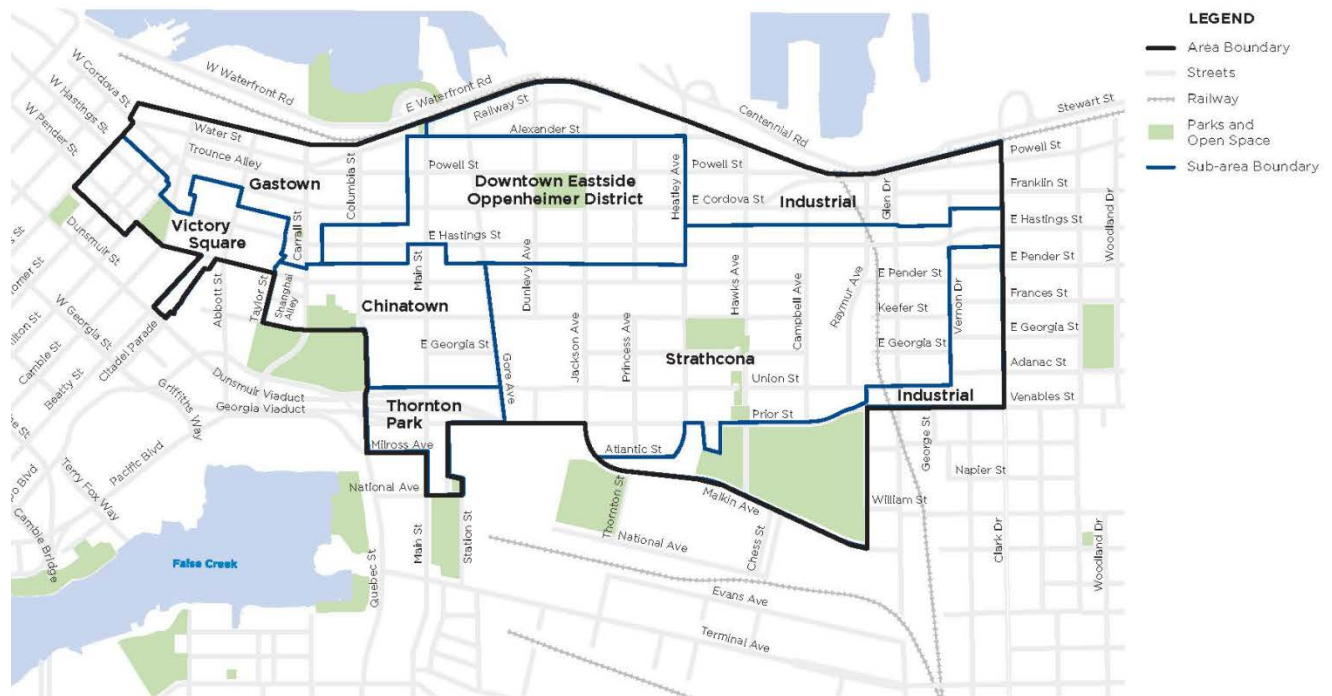 LEGEND
Area Boundary
Streets
Railway
Parks and
Open Space
Sub-area Boundary
W Cordova St
W Hastings St
W Pender St
W Waterfront Rd
E Waterfront Rd
Railway St
Centennial Rd
Stewart St
Water St
Trounce Alley
Alexander St
Powell St
Powell St
Powell St
Gastown
Columbia St
Downtown Eastside
Oppenheimer District
Heatley Ave
E Cordova St
Industrial
Glen Dr
Franklin St
Victory
Square
Carrall St
E Hastings St
E Hastings St
Woodland Dr
Dunsmuir St
Main St
Dunlevy Ave
Hawks Ave
Raymur Ave
E Pender St
E Pender St
Abbott St
Taylor St
Shanghai
Alley
Chinatown
Campbell Ave
Keefer St
Vernon Dr
Frances St
W Georgia St
Citadel Parade
E Georgia St
Gore Ave
Jackson Ave
Princess Ave
Strathcona
E Georgia St
E Georgia St
Adanac St
Cambie St
Beatty St
Dunsmuir Viaduct
Georgia Viaduct
Griffiths Way
Union St
Thornton
Park
Prior St
Industrial
Venables St
Milross Ave
Atlantic St
George St
Pacific Blvd
Terry Fox Way
National Ave
Malkin Ave
Napier St
William St
Thornton St
Cambie Bridge
False Creek
Quebec St
Main St
Station St
National Ave
Chess St
Clark Dr
Woodland Dr
Evans Ave
Terminal Ave